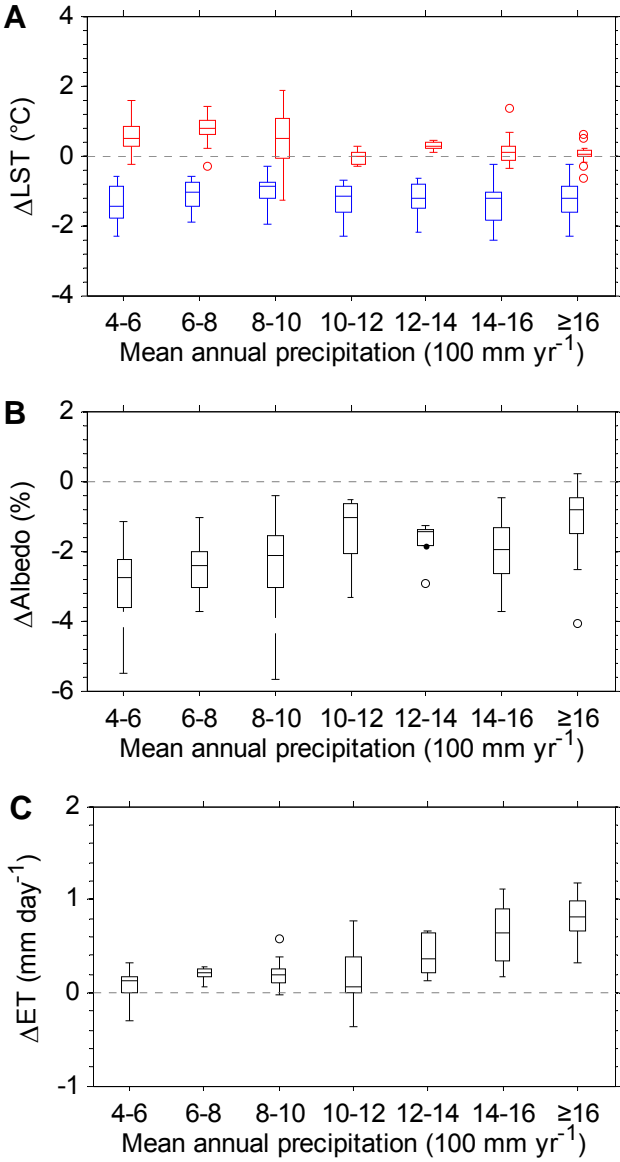 A
4
2
0
-2
-4
ΔLST (°C)
4-6 6-8 8-10 10-12 12-14 14-16 ≥16
Mean annual precipitation (100 mm yr⁻¹)
B
2
0
-2
-4
-6
ΔAlbedo (%)
4-6 6-8 8-10 10-12 12-14 14-16 ≥16
Mean annual precipitation (100 mm yr⁻¹)
C
2
1
0
-1
ΔET (mm day⁻¹)
4-6 6-8 8-10 10-12 12-14 14-16 ≥16
Mean annual precipitation (100 mm yr⁻¹)